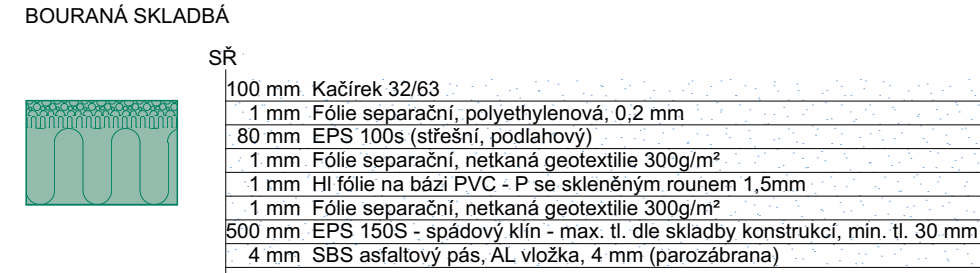 BOURANÁ SKLADBÁ
SŘ
100 mm Kačírek 32/63
1 mm Fólie separační, polyethylenová, 0,2 mm
80 mm EPS 100s (střešní, podlahový)
1 mm Fólie separační, netkaná geotextilie 300g/m²
1 mm HI fólie na bázi PVC - P se skleněným rounem 1,5mm
1 mm Fólie separační, netkaná geotextilie 300g/m²
500 mm EPS 150S - spádový klín - max. tl. dle skladby konstrukcí, min. tl. 30 mm
4 mm SBS asfaltový pás, AL vložka, 4 mm (parozábrana)